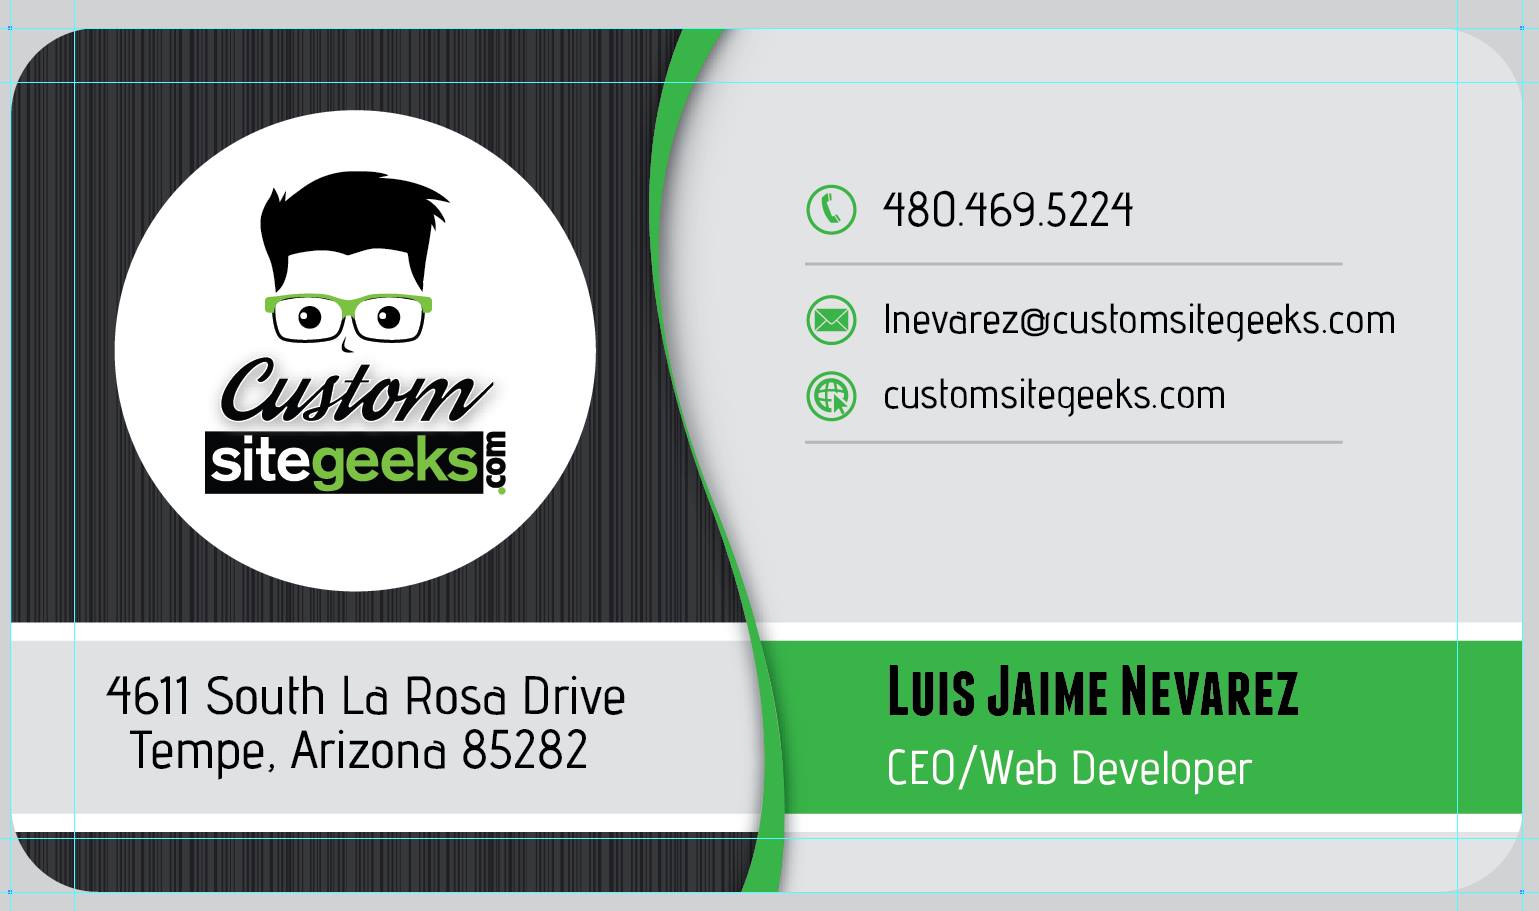 Custom
sitegeeks.com
4611 South La Rosa Drive
Tempe, Arizona 85282
480.469.5224
lnevarez@customsitegeeks.com
customsitegeeks.com
LUIS JAIME NEVAREZ
CEO/Web Developer